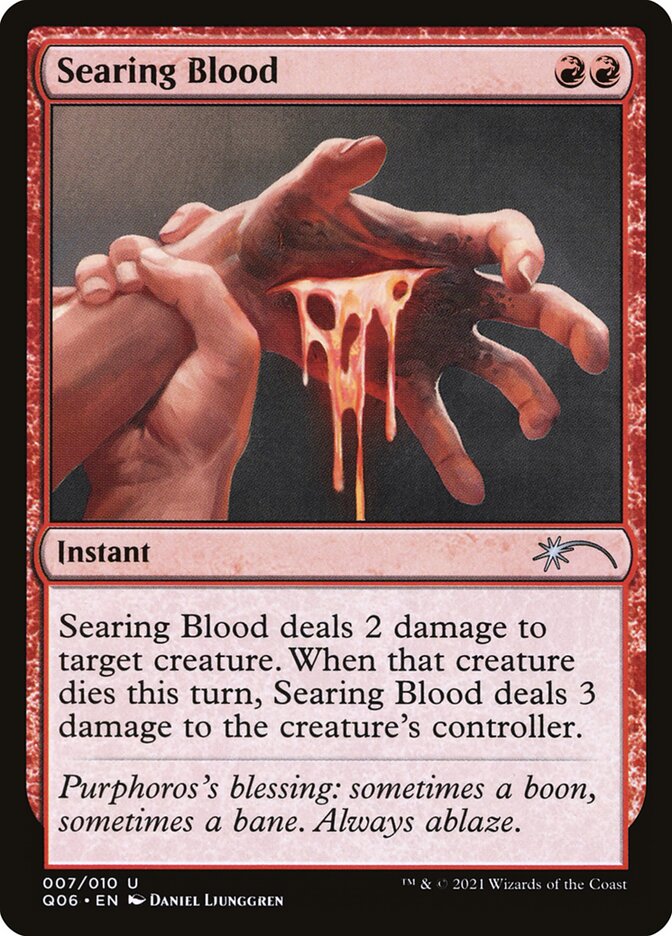 Searing Blood
Instant
Searing Blood deals 2 damage to
target creature. When that creature
dies this turn, Searing Blood deals 3
damage to the creature's controller.
Purphoros's blessing: sometimes a boon,
sometimes a bane. Always ablaze.
007/010 U
™ & © 2021 Wizards of the Coast
Q06 • EN Daniel Ljunggren